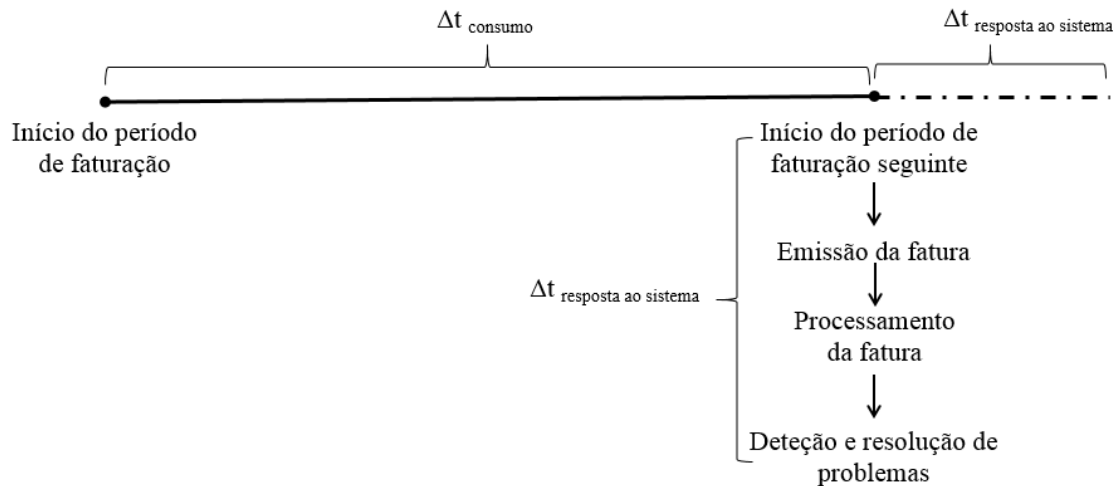 Δt consumo
Δt resposta ao sistema
Início do período
de faturação
Início do período de
faturação seguinte
Emissão da fatura
Δt resposta ao sistema
Processamento
da fatura
Deteção e resolução de
problemas